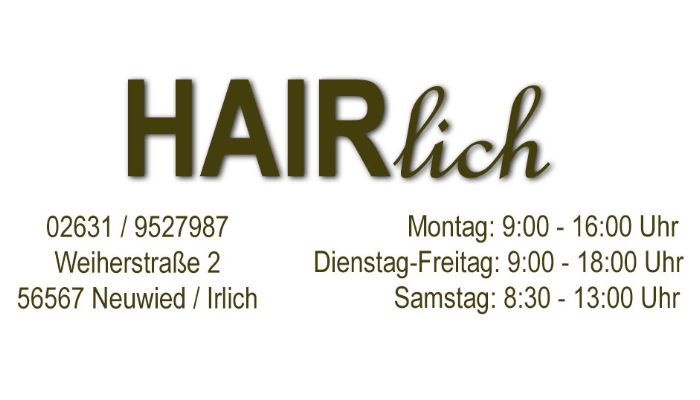 HAIRlich
02631 / 9527987
Weiherstraße 2
56567 Neuwied / Irlich
Montag: 9:00 - 16:00 Uhr
Dienstag-Freitag: 9:00 - 18:00 Uhr
Samstag: 8:30 - 13:00 Uhr